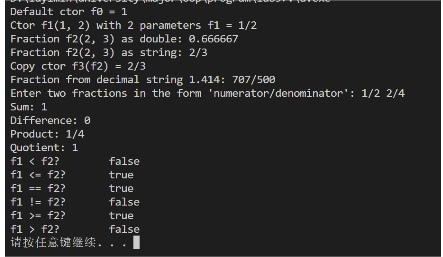 Default ctor f0 = 1
Ctor f1(1, 2) with 2 parameters f1 = 1/2
Fraction f2(2, 3) as double: 0.666667
Fraction f2(2, 3) as string: 2/3
Copy ctor f3(f2) = 2/3
Fraction from decimal string 1.414: 707/500
Enter two fractions in the form 'numerator/denominator': 1/2 2/4
Sum: 1
Difference: 0
Product: 1/4
Quotient: 1
f1 < f2? false
f1 <= f2? true
f1 == f2? true
f1 != f2? false
f1 >= f2? true
f1 > f2? false
请按任意键继续. . .